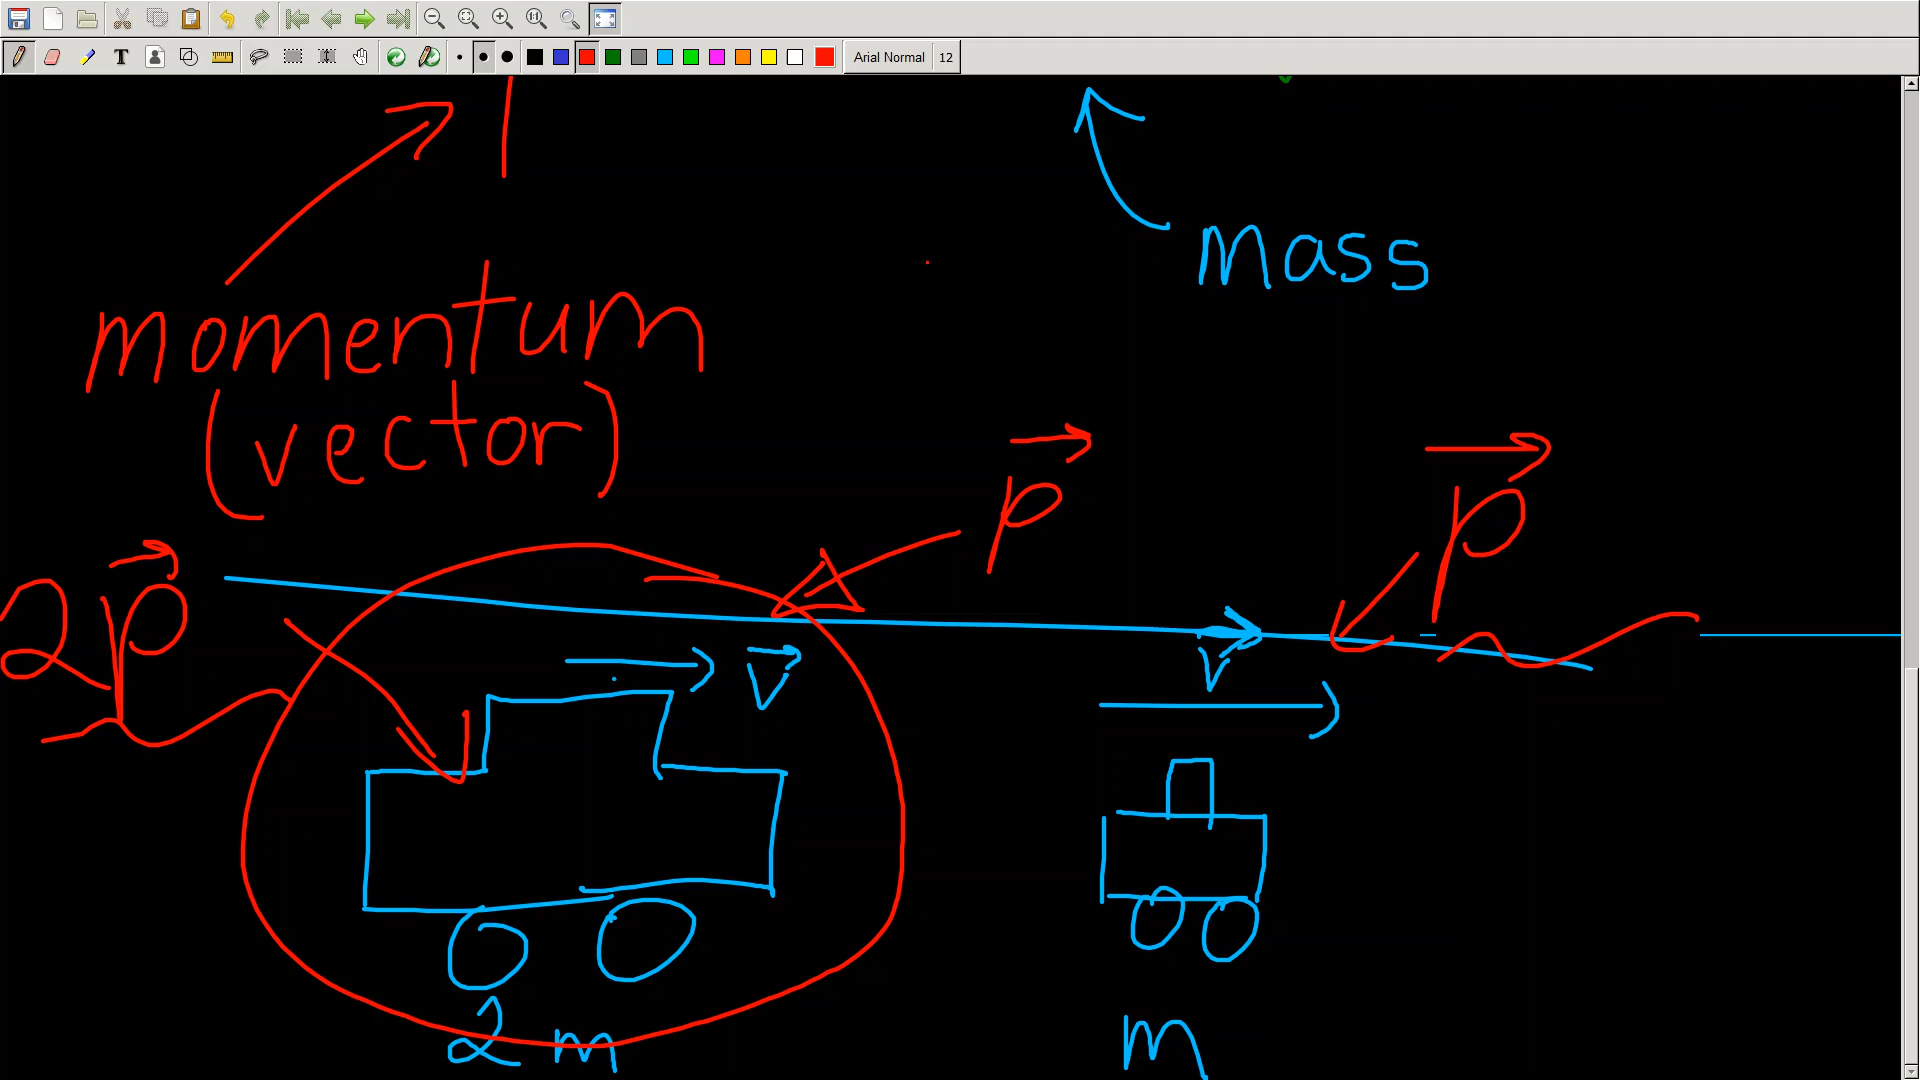 Arial Normal 12
mass
momentum
(vector)
p
p
2p
v
v
2m
m